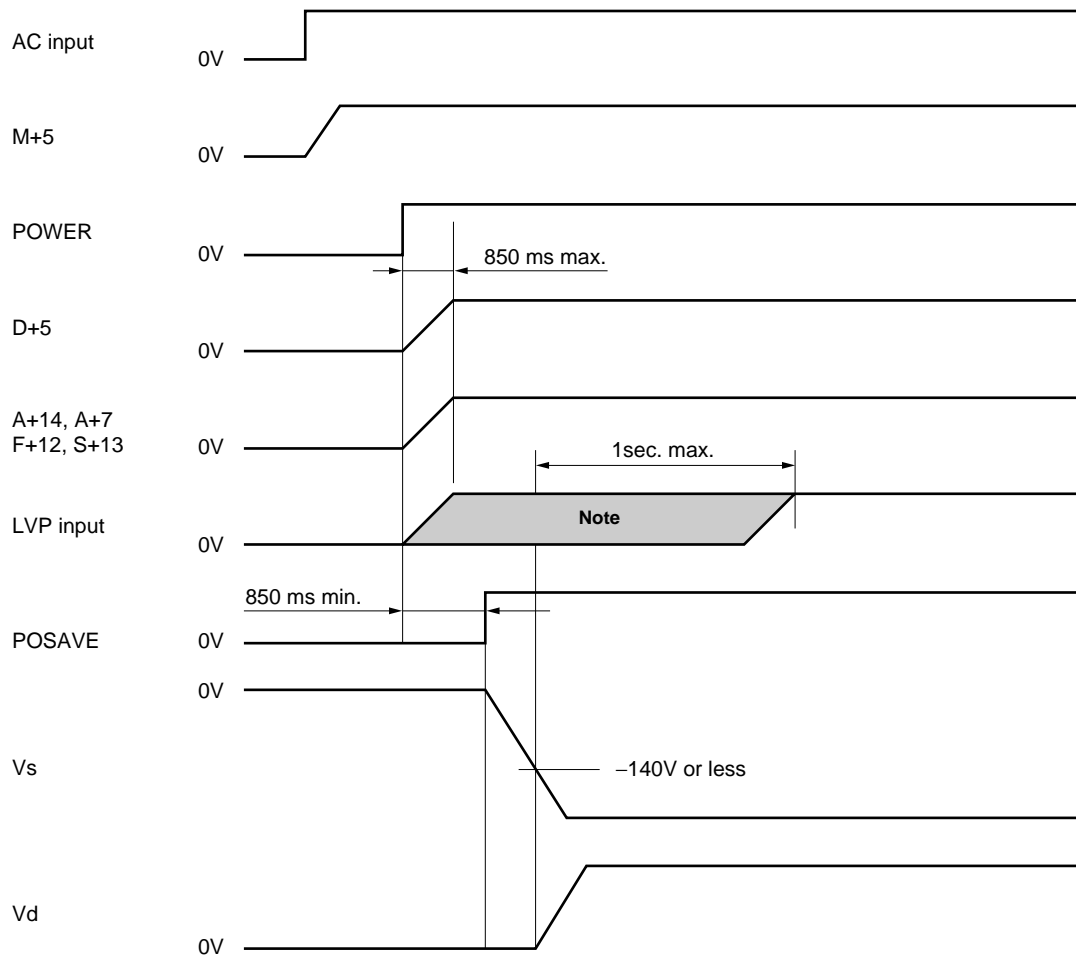 AC input
0V
M+5
0V
POWER
0V
850 ms max.
D+5
0V
A+14, A+7
F+12, S+13
0V
1sec. max.
LVP input
0V
Note
850 ms min.
POSAVE
0V
0V
Vs
−140V or less
Vd
0V